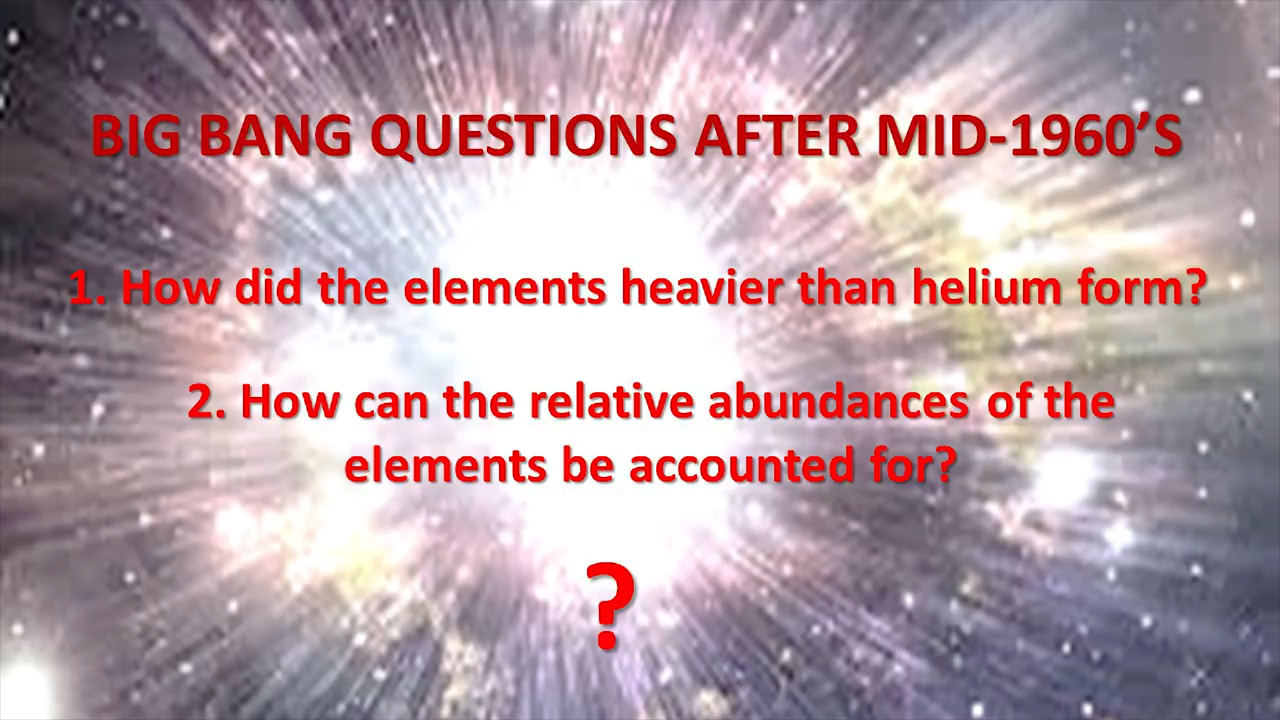 BIG BANG QUESTIONS AFTER MID-1960’S
1. How did the elements heavier than helium form?
2. How can the relative abundances of the
elements be accounted for?
?